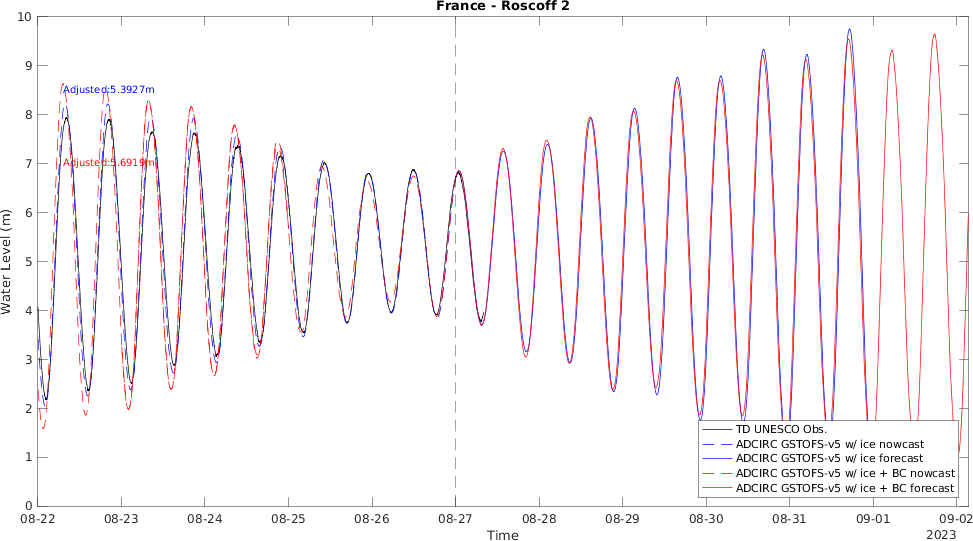 France - Roscoff 2
10
9
8
7
6
5
4
3
2
1
0
Water Level (m)
Adjusted:5.3927m
Adjusted:5.6919m
TD UNESCO Obs.
ADCIRC GSTOFS-v5 w/ ice nowcast
ADCIRC GSTOFS-v5 w/ ice forecast
ADCIRC GSTOFS-v5 w/ ice + BC nowcast
ADCIRC GSTOFS-v5 w/ ice + BC forecast
08-22 08-23 08-24 08-25 08-26 08-27 08-28 08-29 08-30 08-31 09-01 09-02
Time
2023